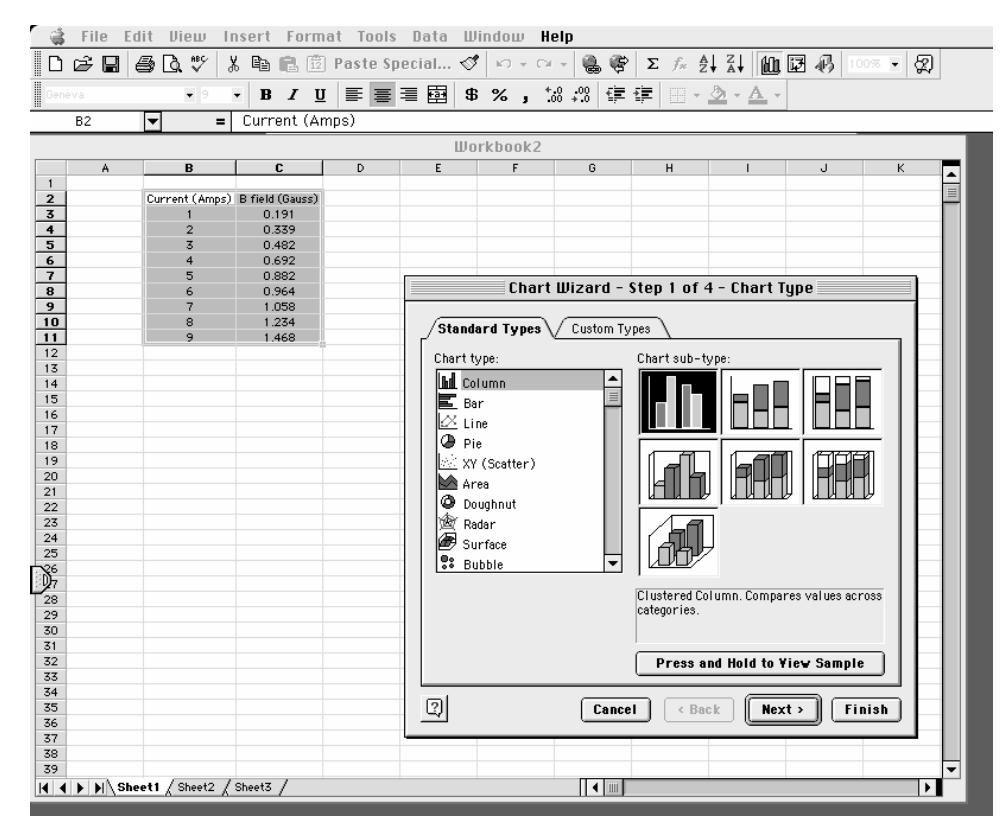 File Edit View Insert Format Tools Data Window Help
ABC Paste Special... Σ fx A Z Z A 100%
Geneva 9 B I U $ % , .0 .00 .00 .0 A
B2 = Current (Amps)
Workbook2
A B C D E F G H I J K
1
2 Current (Amps) B field (Gauss)
3 1 0.191
4 2 0.339
5 3 0.482
6 4 0.692
7 5 0.882
8 6 0.964
9 7 1.058
10 8 1.234
11 9 1.468
12
13
14
15
16
17
18
19
20
21
22
23
24
25
26
27
28
29
30
31
32
33
34
35
36
37
38
39
Chart Wizard - Step 1 of 4 - Chart Type
Standard Types Custom Types
Chart type:
Column
Bar
Line
Pie
XY (Scatter)
Area
Doughnut
Radar
Surface
Bubble
Chart sub-type:
Clustered Column. Compares values across
categories.
Press and Hold to View Sample
? Cancel < Back Next > Finish
Sheet1 Sheet2 Sheet3